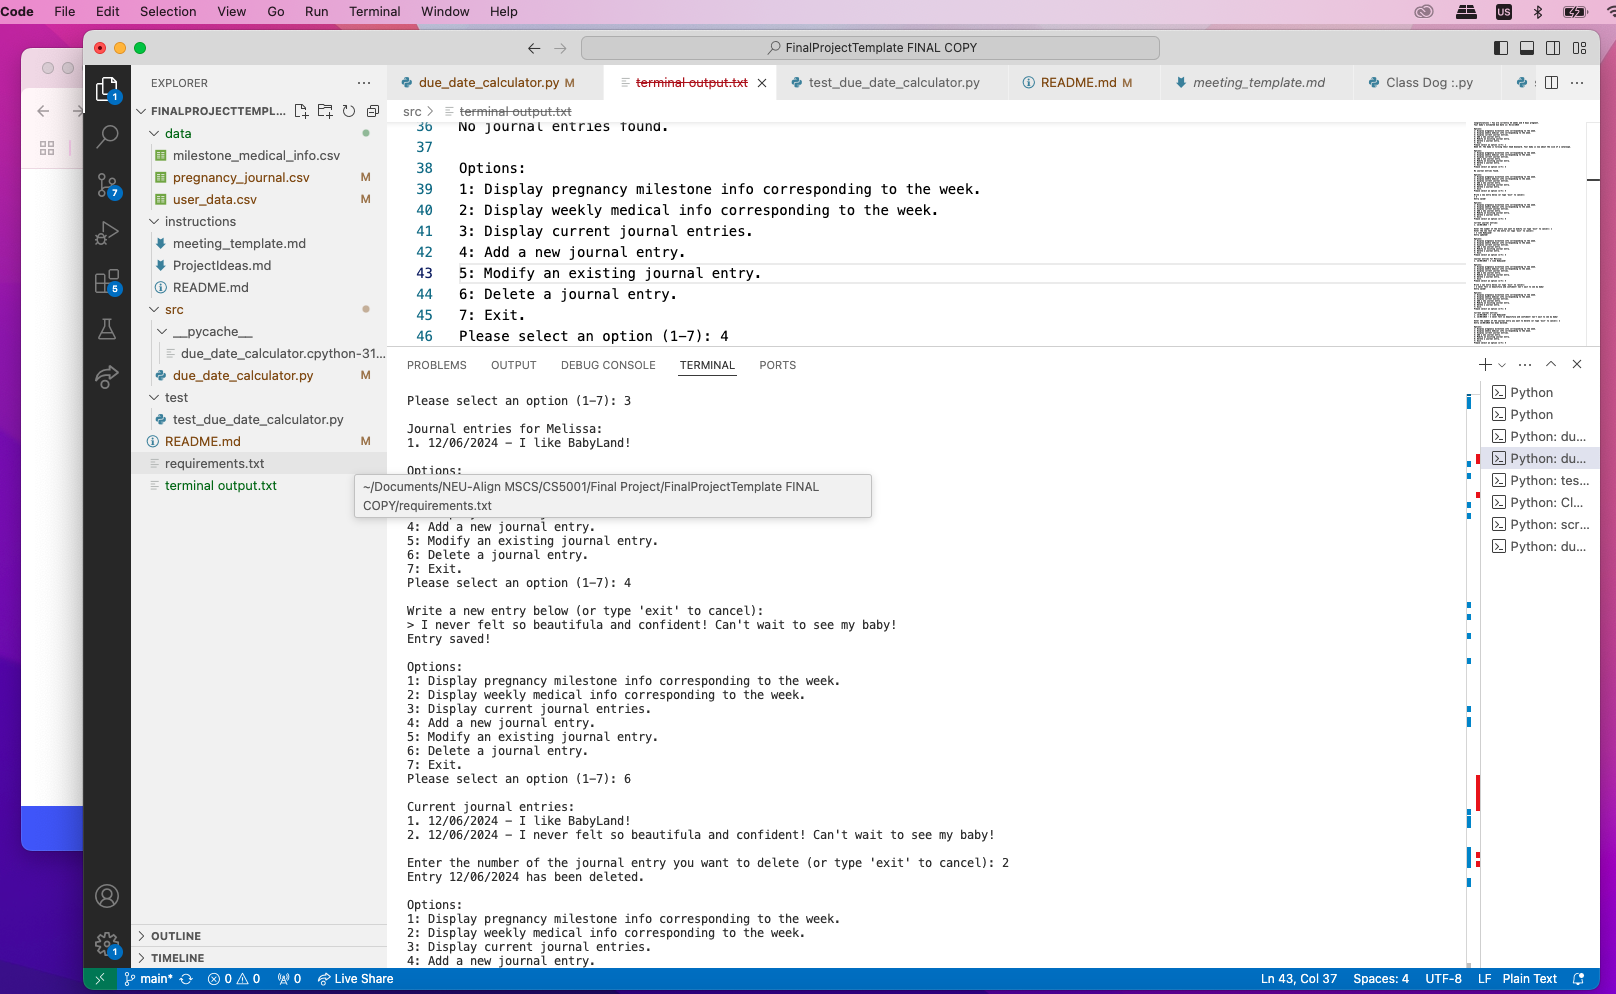 Code File Edit Selection View Go Run Terminal Window Help US
FinalProjectTemplate FINAL COPY
EXPLORER
FINALPROJECTTEMPL...
data
milestone_medical_info.csv
pregnancy_journal.csv M
user_data.csv M
instructions
meeting_template.md
ProjectIdeas.md
README.md
src
__pycache__
due_date_calculator.cpython-31...
due_date_calculator.py M
test
test_due_date_calculator.py
README.md M
requirements.txt
terminal output.txt
OUTLINE
TIMELINE
1
7
5
1
due_date_calculator.py M terminal output.txt test_due_date_calculator.py README.md M meeting_template.md Class Dog :.py
src > terminal output.txt
36 No journal entries found.
37
38 Options:
39 1: Display pregnancy milestone info corresponding to the week.
40 2: Display weekly medical info corresponding to the week.
41 3: Display current journal entries.
42 4: Add a new journal entry.
43 5: Modify an existing journal entry.
44 6: Delete a journal entry.
45 7: Exit.
46 Please select an option (1-7): 4
PROBLEMS OUTPUT DEBUG CONSOLE TERMINAL PORTS
Please select an option (1-7): 3
Journal entries for Melissa:
1. 12/06/2024 - I like BabyLand!
Options:
~/Documents/NEU-Align MSCS/CS5001/Final Project/FinalProjectTemplate FINAL
COPY/requirements.txt
4: Add a new journal entry.
5: Modify an existing journal entry.
6: Delete a journal entry.
7: Exit.
Please select an option (1-7): 4
Write a new entry below (or type 'exit' to cancel):
> I never felt so beautifula and confident! Can't wait to see my baby!
Entry saved!
Options:
1: Display pregnancy milestone info corresponding to the week.
2: Display weekly medical info corresponding to the week.
3: Display current journal entries.
4: Add a new journal entry.
5: Modify an existing journal entry.
6: Delete a journal entry.
7: Exit.
Please select an option (1-7): 6
Current journal entries:
1. 12/06/2024 - I like BabyLand!
2. 12/06/2024 - I never felt so beautifula and confident! Can't wait to see my baby!
Enter the number of the journal entry you want to delete (or type 'exit' to cancel): 2
Entry 12/06/2024 has been deleted.
Options:
1: Display pregnancy milestone info corresponding to the week.
2: Display weekly medical info corresponding to the week.
3: Display current journal entries.
4: Add a new journal entry.
Python
Python
Python: du...
Python: du...
Python: tes...
Python: Cl...
Python: scr...
Python: du...
main* 0 0 0 Live Share Ln 43, Col 37 Spaces: 4 UTF-8 LF Plain Text